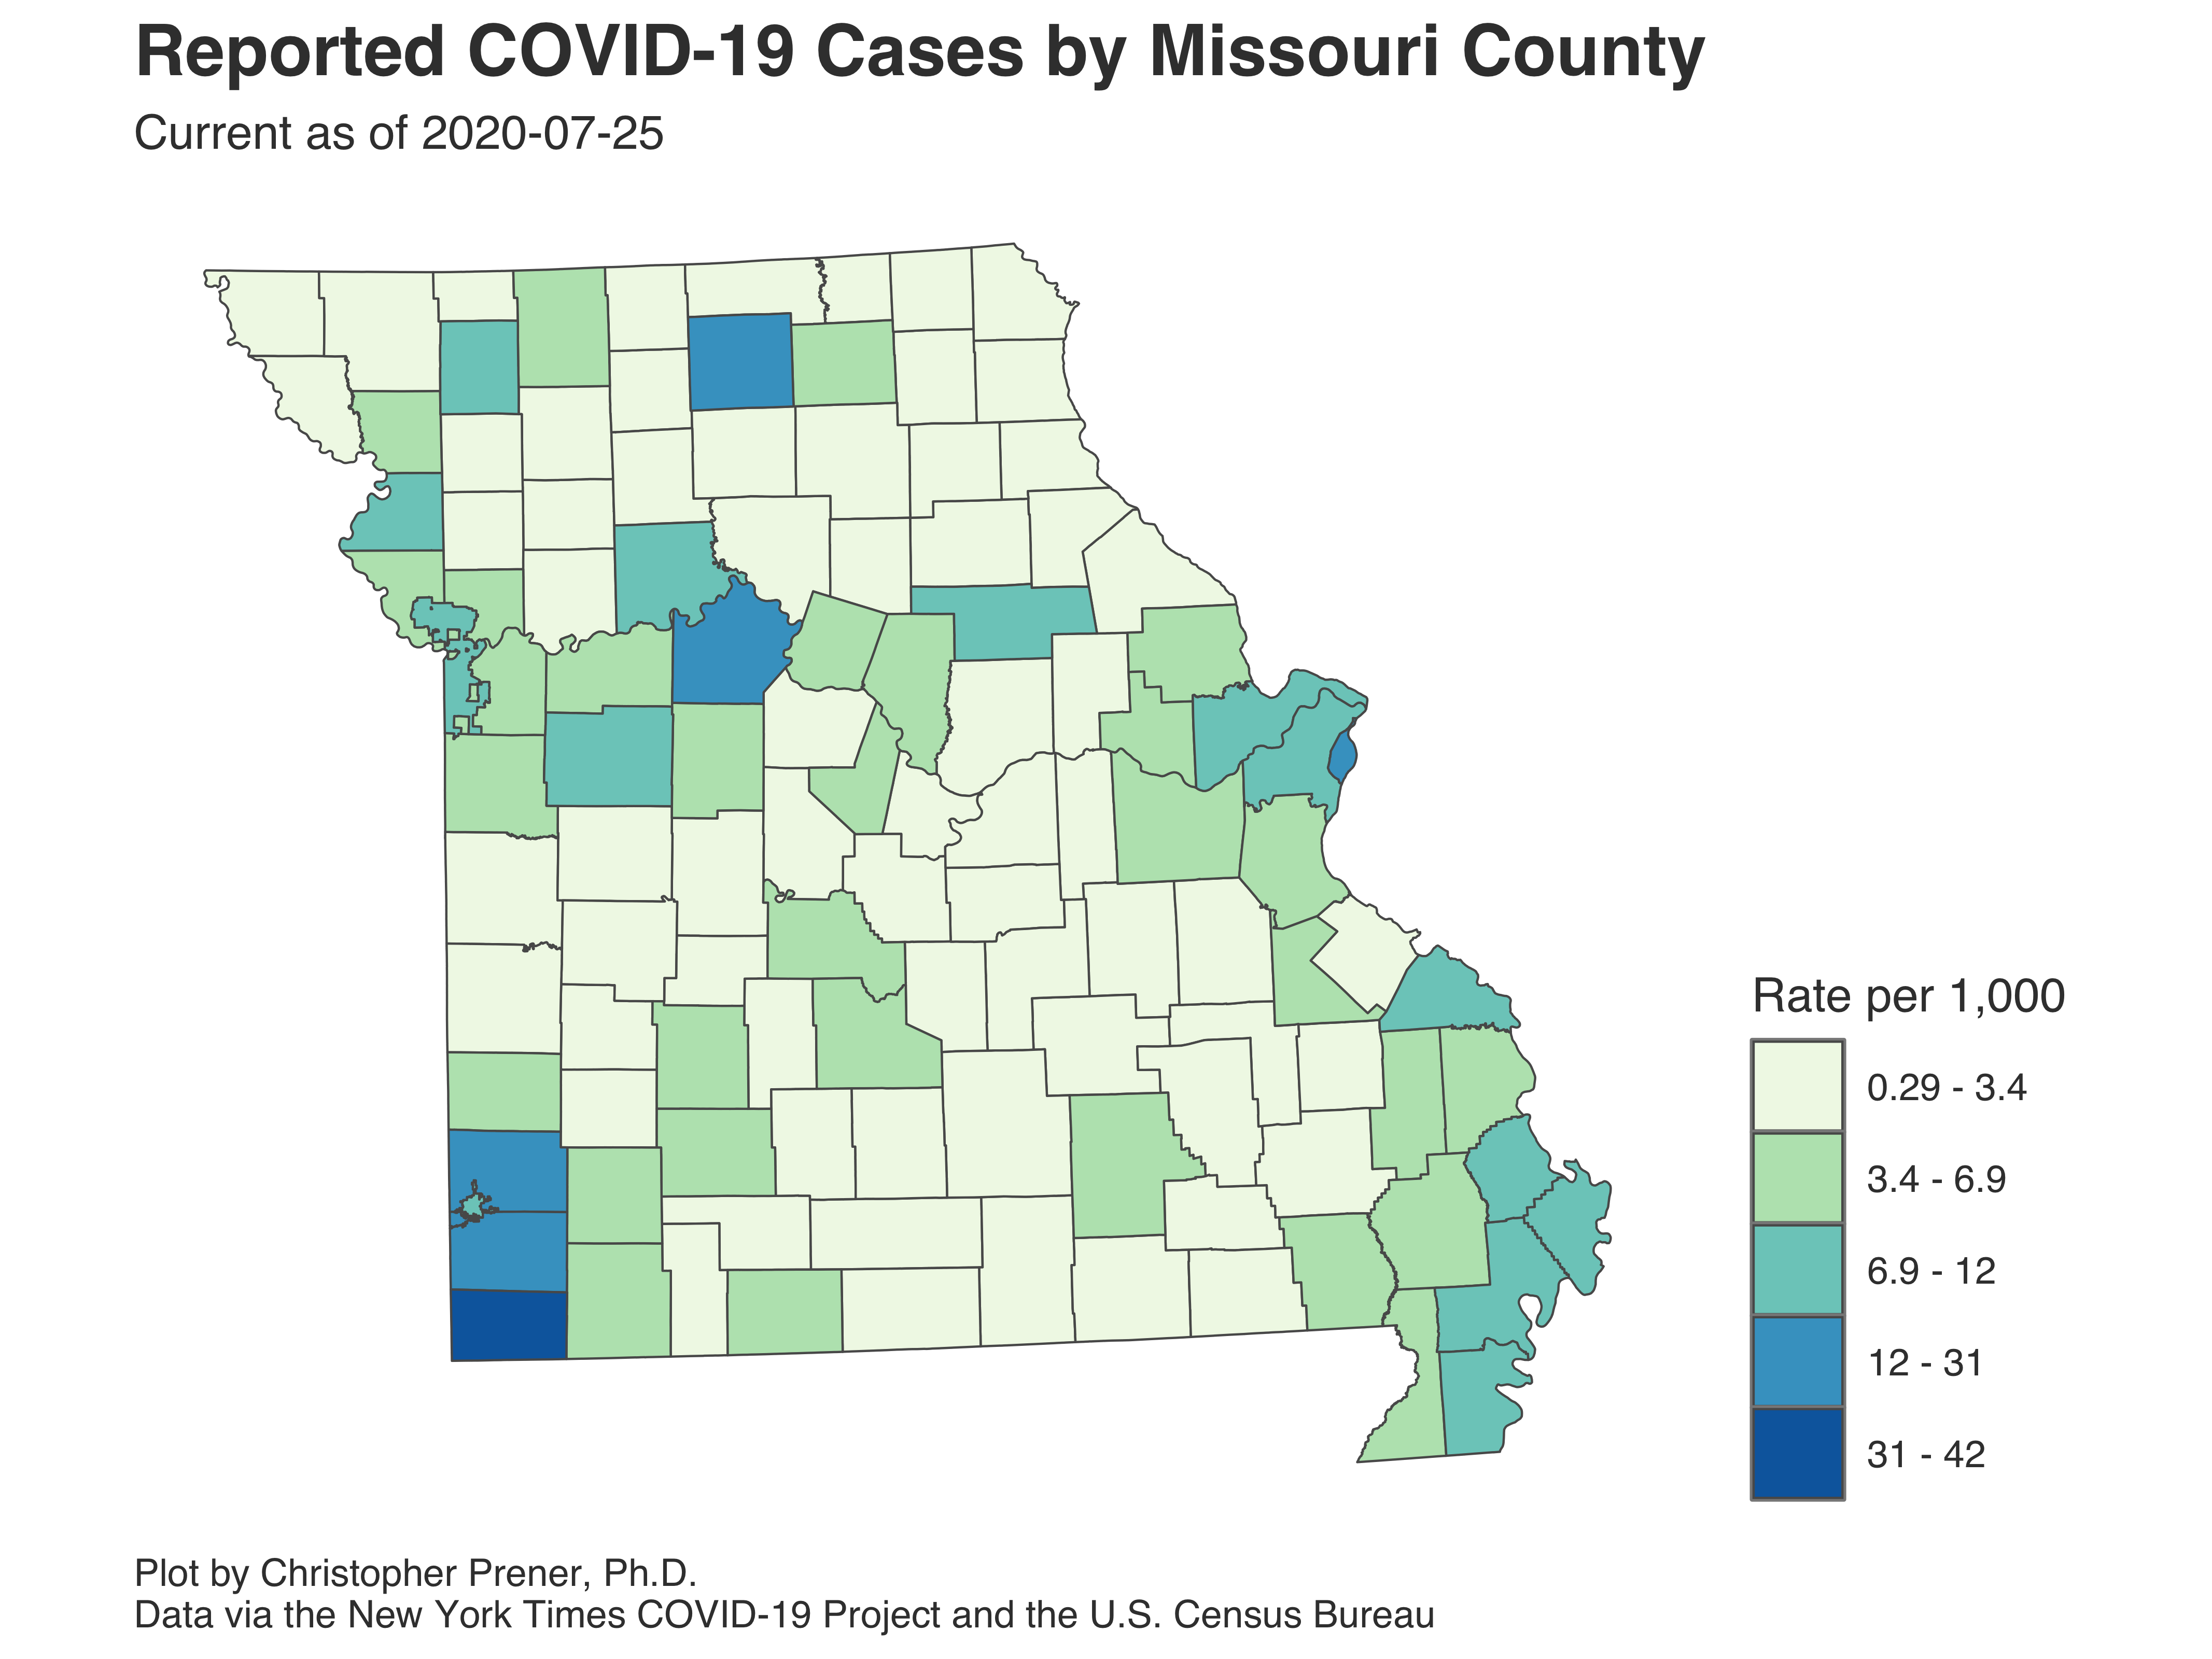 Reported COVID-19 Cases by Missouri County
Current as of 2020-07-25
Rate per 1,000
0.29 - 3.4
3.4 - 6.9
6.9 - 12
12 - 31
31 - 42
Plot by Christopher Prener, Ph.D.
Data via the New York Times COVID-19 Project and the U.S. Census Bureau